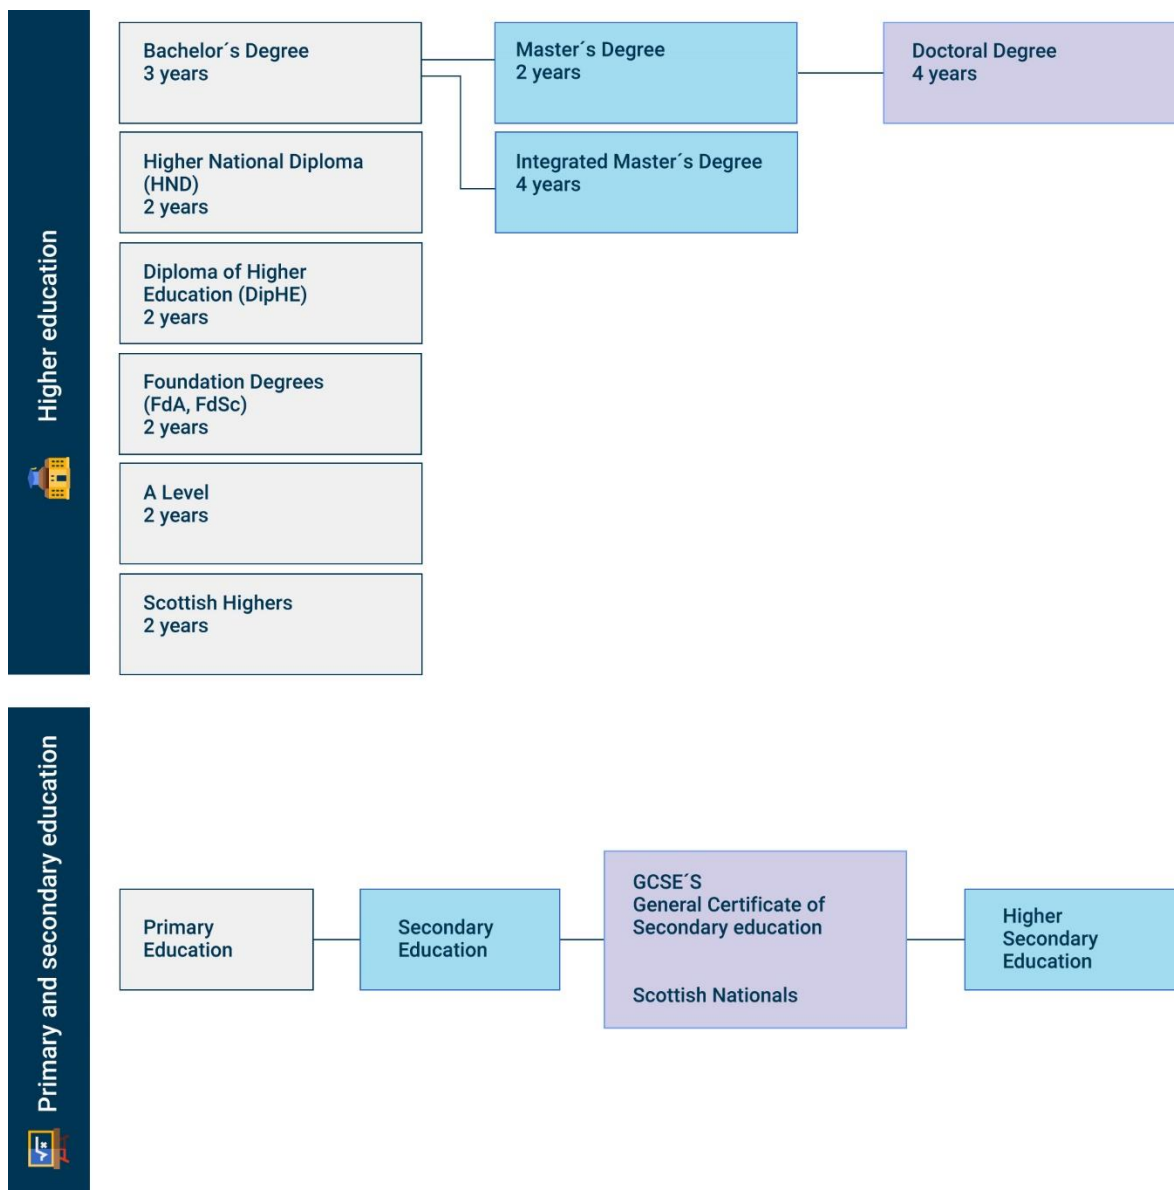 Higher education
Bachelor´s Degree
3 years
Master´s Degree
2 years
Doctoral Degree
4 years
Higher National Diploma
(HND)
2 years
Integrated Master´s Degree
4 years
Diploma of Higher
Education (DipHE)
2 years
Foundation Degrees
(FdA, FdSc)
2 years
A Level
2 years
Scottish Highers
2 years
Primary and secondary education
Primary
Education
Secondary
Education
GCSE´S
General Certificate of
Secondary education
Scottish Nationals
Higher
Secondary
Education